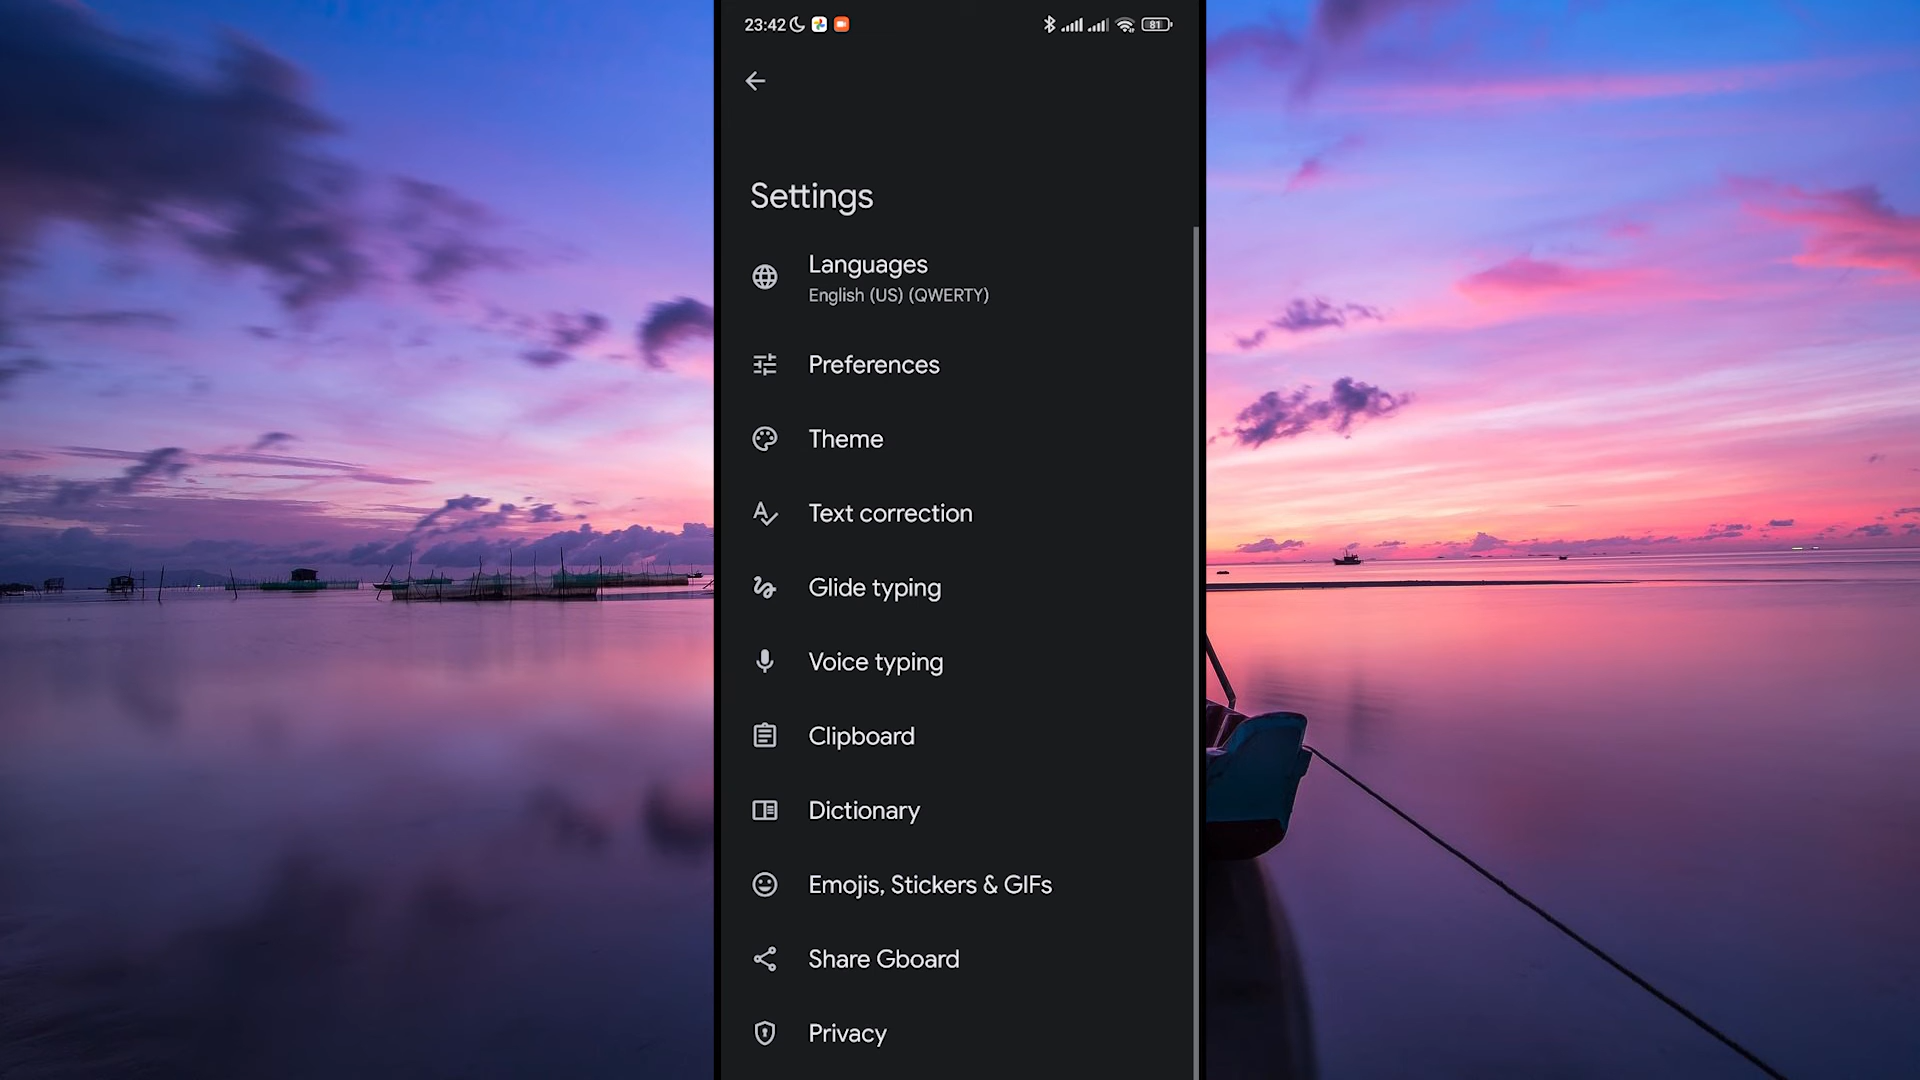 23:42
81
Settings
Languages
English (US) (QWERTY)
Preferences
Theme
Text correction
Glide typing
Voice typing
Clipboard
Dictionary
Emojis, Stickers & GIFs
Share Gboard
Privacy